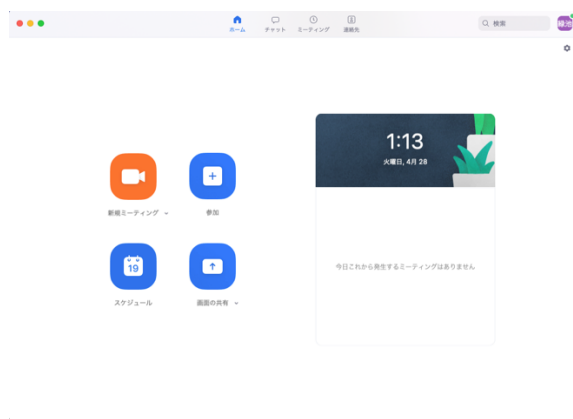 ホーム
チャット
ミーティング
連絡先
検索
緑池
1:13
火曜日, 4月 28
新規ミーティング
参加
19
スケジュール
画面の共有
今日これから発生するミーティングはありません